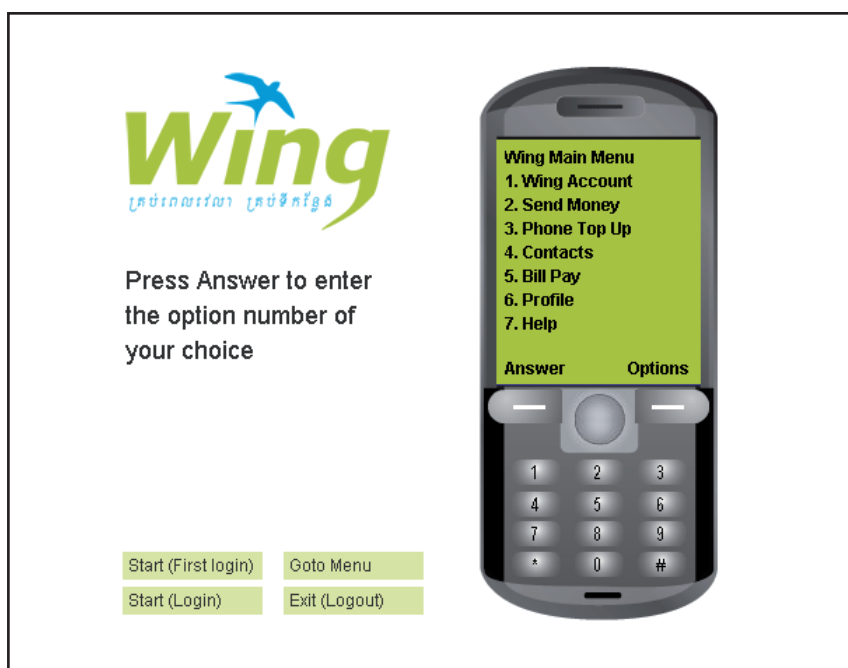 Wing
គ្រប់ពេលវេលា គ្រប់ទីកន្លែង
Press Answer to enter
the option number of
your choice
Start (First login)
Goto Menu
Start (Login)
Exit (Logout)
Wing Main Menu
1. Wing Account
2. Send Money
3. Phone Top Up
4. Contacts
5. Bill Pay
6. Profile
7. Help
Answer
Options
1 2 3
4 5 6
7 8 9
* 0 #